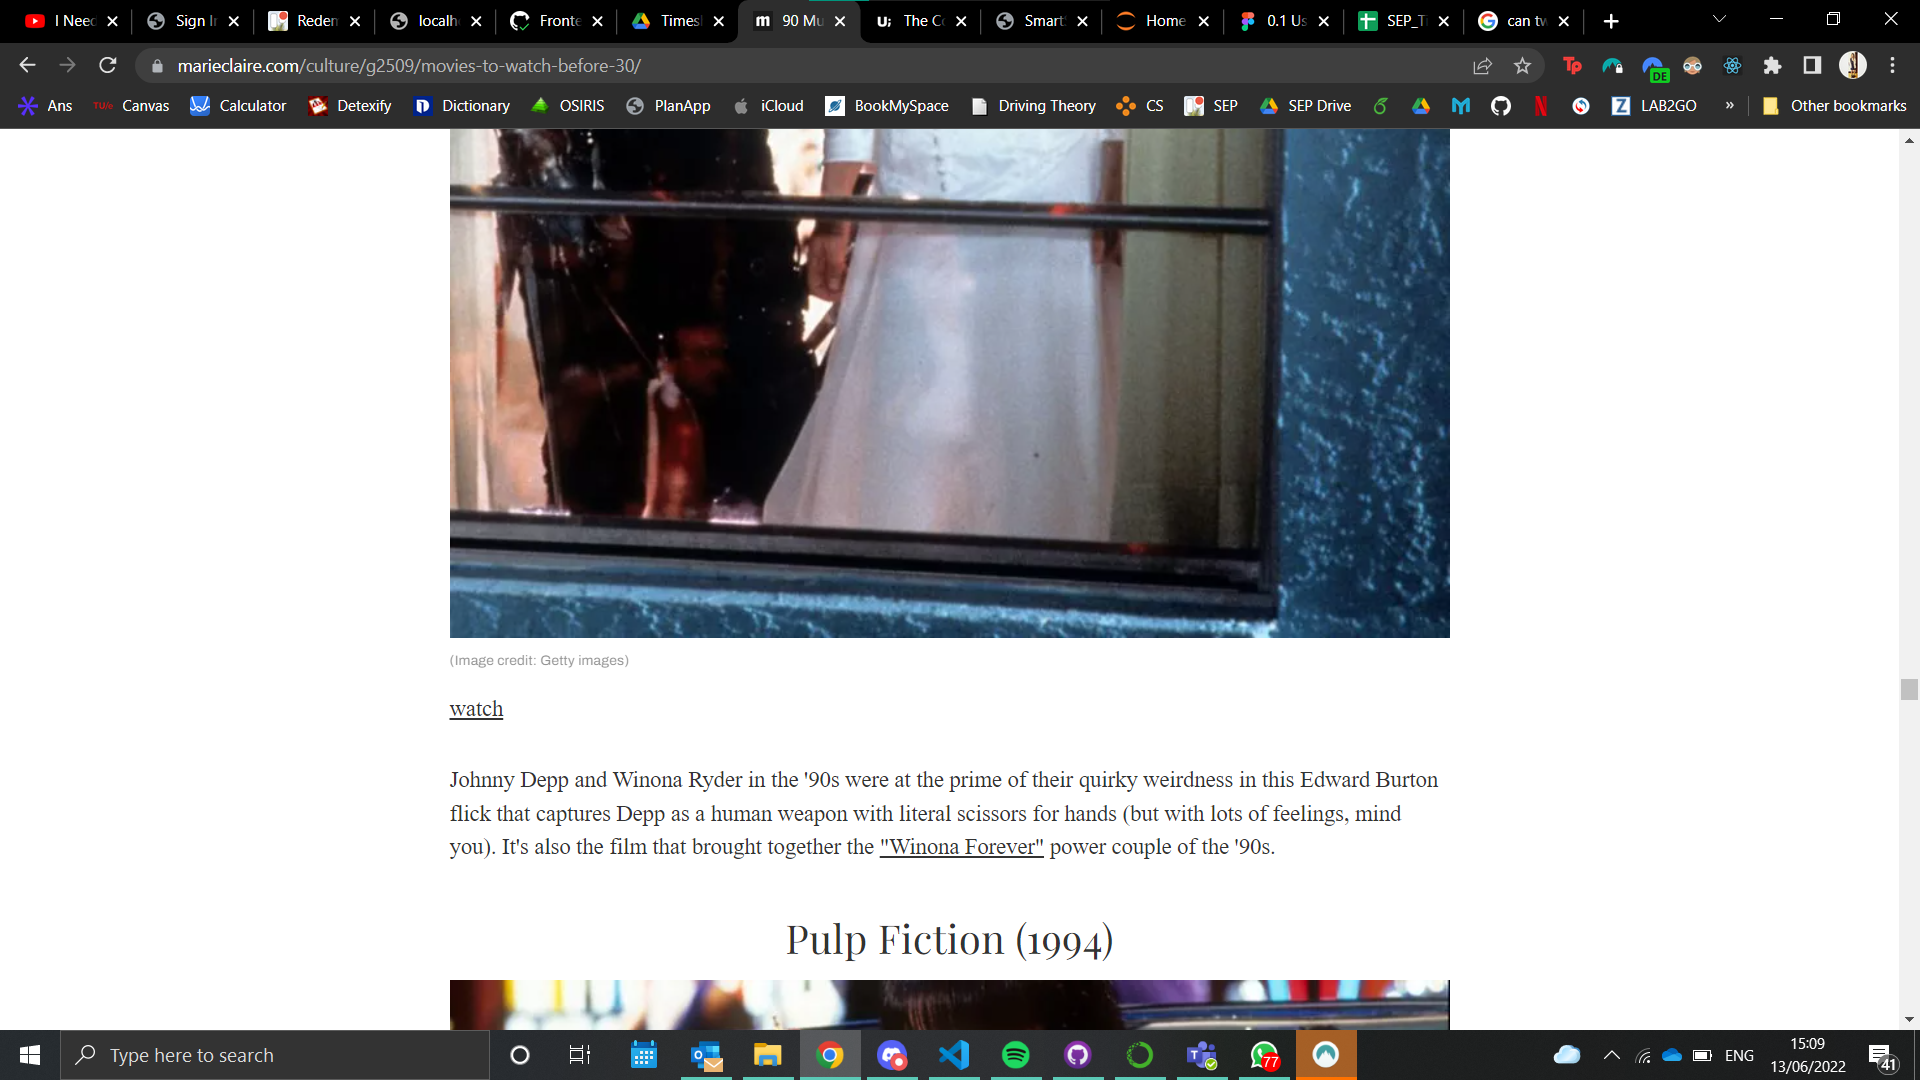 I Neec
Sign In
Reden
localho
Fronte
Timesh
90 Mu
The Co
Smart
Home
0.1 Us
SEP_Ti
can tw
marieclaire.com/culture/g2509/movies-to-watch-before-30/
DE
Ans
Canvas
Calculator
Detexify
Dictionary
OSIRIS
PlanApp
iCloud
BookMySpace
Driving Theory
CS
SEP
SEP Drive
LAB2GO
»
Other bookmarks
(Image credit: Getty images)
watch
Johnny Depp and Winona Ryder in the '90s were at the prime of their quirky weirdness in this Edward Burton
flick that captures Depp as a human weapon with literal scissors for hands (but with lots of feelings, mind
you). It's also the film that brought together the "Winona Forever" power couple of the '90s.
Pulp Fiction (1994)
Type here to search
77
ENG
15:09
13/06/2022
41